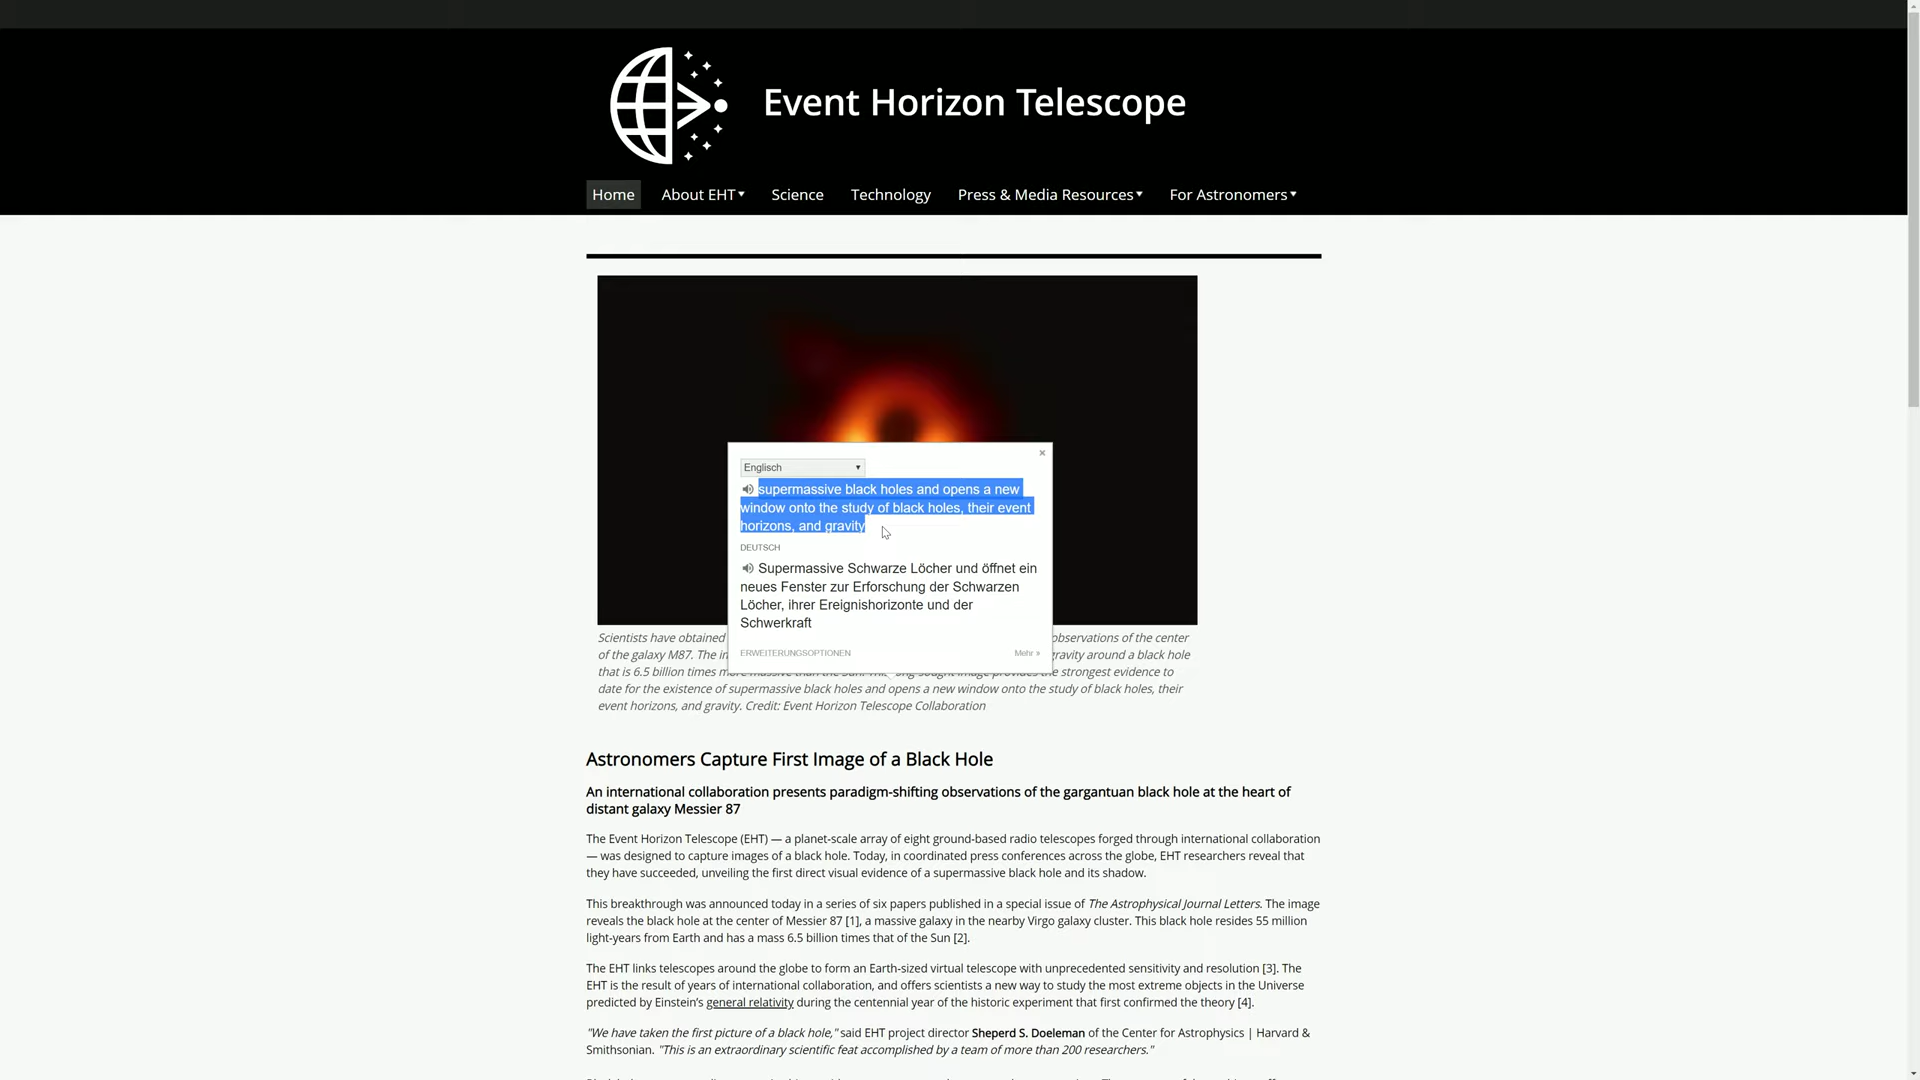 Event Horizon Telescope
Home About EHT Science Technology Press & Media Resources For Astronomers
Englisch
supermassive black holes and opens a new
window onto the study of black holes, their event
horizons, and gravity
DEUTSCH
Supermassive Schwarze Löcher und öffnet ein
neues Fenster zur Erforschung der Schwarzen
Löcher, ihrer Ereignishorizonte und der
Schwerkraft
ERWEITERUNGSOPTIONEN Mehr »
Scientists have obtained observations of the center
of the galaxy M87. The gravity around a black hole
that is 6.5 billion times more massive than the Sun. strongest evidence to
date for the existence of supermassive black holes and opens a new window onto the study of black holes, their
event horizons, and gravity. Credit: Event Horizon Telescope Collaboration
Astronomers Capture First Image of a Black Hole
An international collaboration presents paradigm-shifting observations of the gargantuan black hole at the heart of
distant galaxy Messier 87
The Event Horizon Telescope (EHT) — a planet-scale array of eight ground-based radio telescopes forged through international collaboration
— was designed to capture images of a black hole. Today, in coordinated press conferences across the globe, EHT researchers reveal that
they have succeeded, unveiling the first direct visual evidence of a supermassive black hole and its shadow.
This breakthrough was announced today in a series of six papers published in a special issue of The Astrophysical Journal Letters. The image
reveals the black hole at the center of Messier 87 [1], a massive galaxy in the nearby Virgo galaxy cluster. This black hole resides 55 million
light-years from Earth and has a mass 6.5 billion times that of the Sun [2].
The EHT links telescopes around the globe to form an Earth-sized virtual telescope with unprecedented sensitivity and resolution [3]. The
EHT is the result of years of international collaboration, and offers scientists a new way to study the most extreme objects in the Universe
predicted by Einstein's general relativity during the centennial year of the historic experiment that first confirmed the theory [4].
"We have taken the first picture of a black hole," said EHT project director Sheperd S. Doeleman of the Center for Astrophysics | Harvard &
Smithsonian. "This is an extraordinary scientific feat accomplished by a team of more than 200 researchers."